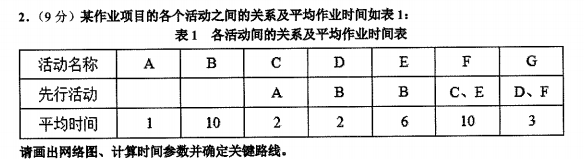 2.（9分）某作业项目的各个活动之间的关系及平均作业时间如表1:
表1 各活动间的关系及平均作业时间表
活动名称 A B C D E F G
先行活动 A B B C、E D、F
平均时间 1 10 2 2 6 10 3
请画出网络图、计算时间参数并确定关键路线。